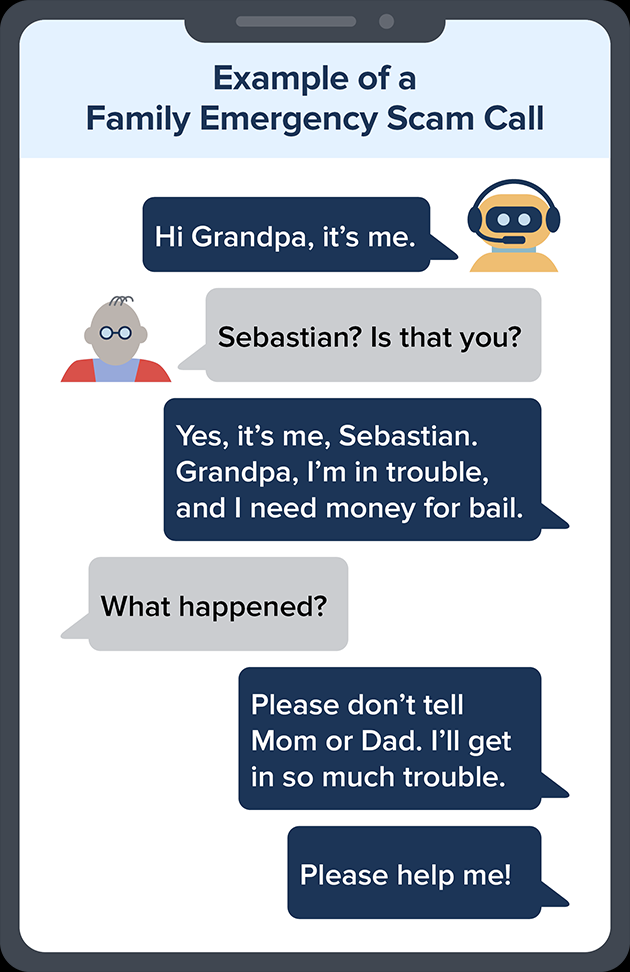 Example of a
Family Emergency Scam Call
Hi Grandpa, it’s me.
Sebastian? Is that you?
Yes, it’s me, Sebastian.
Grandpa, I’m in trouble,
and I need money for bail.
What happened?
Please don’t tell
Mom or Dad. I’ll get
in so much trouble.
Please help me!